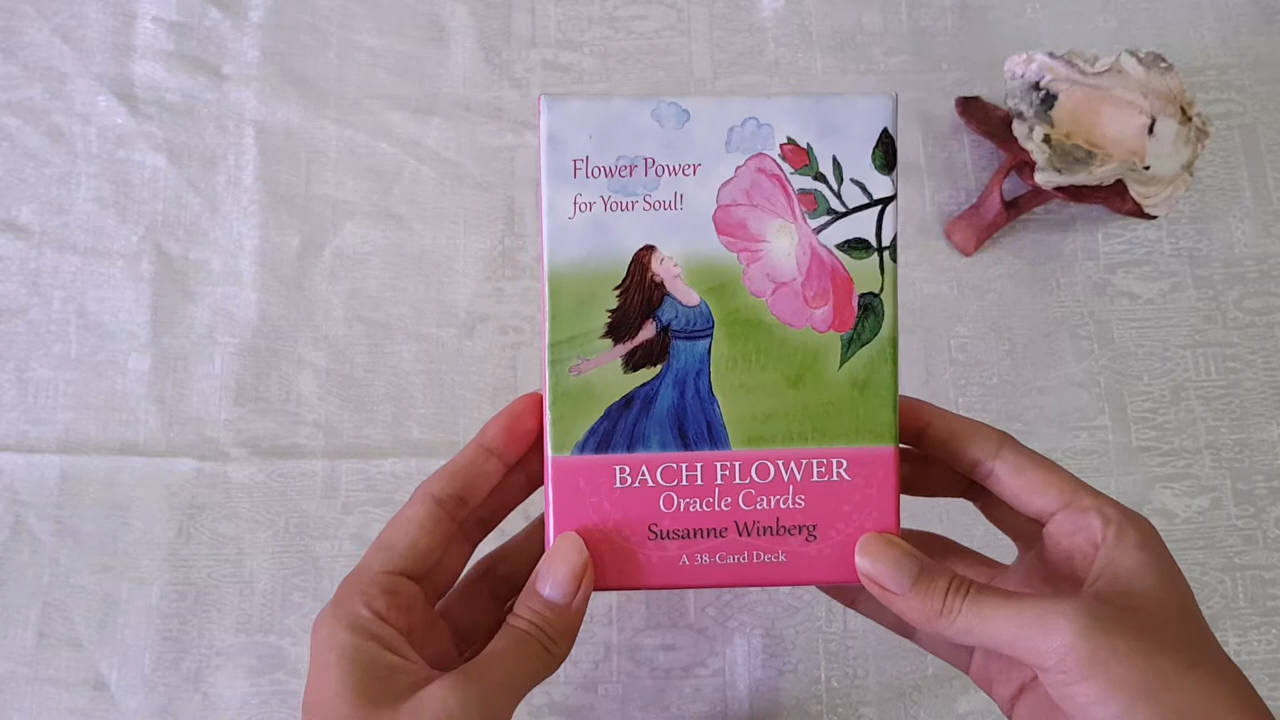 Flower Power
for Your Soul!
BACH FLOWER
Oracle Cards
Susanne Winberg
A 38-Card Deck